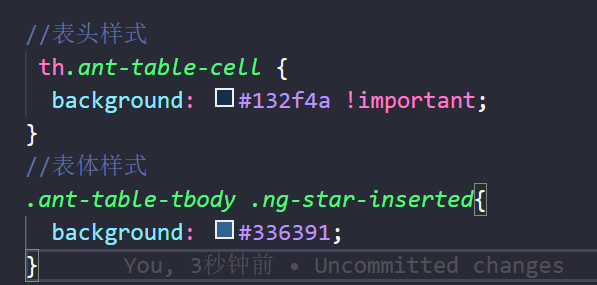 //表头样式
th.ant-table-cell {
background: #132f4a !important;
}
//表体样式
.ant-table-tbody .ng-star-inserted{
background: #336391;
} You, 3秒钟前 • Uncommitted changes